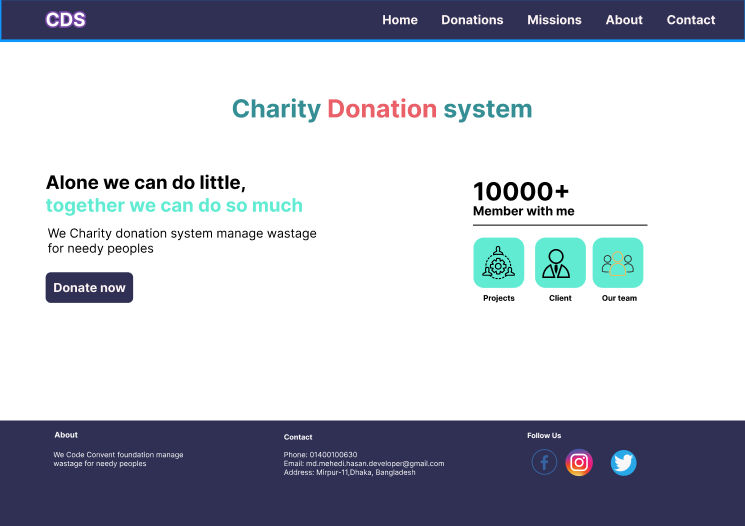 CDS
Home Donations Missions About Contact
Charity Donation system
Alone we can do little,
together we can do so much
We Charity donation system manage wastage
for needy peoples
Donate now
10000+
Member with me
Projects Client Our team
About
We Code Convent foundation manage
wastage for needy peoples
Contact
Phone: 01400100630
Email: md.mehedi.hasan.developer@gmail.com
Address: Mirpur-11,Dhaka, Bangladesh
Follow Us